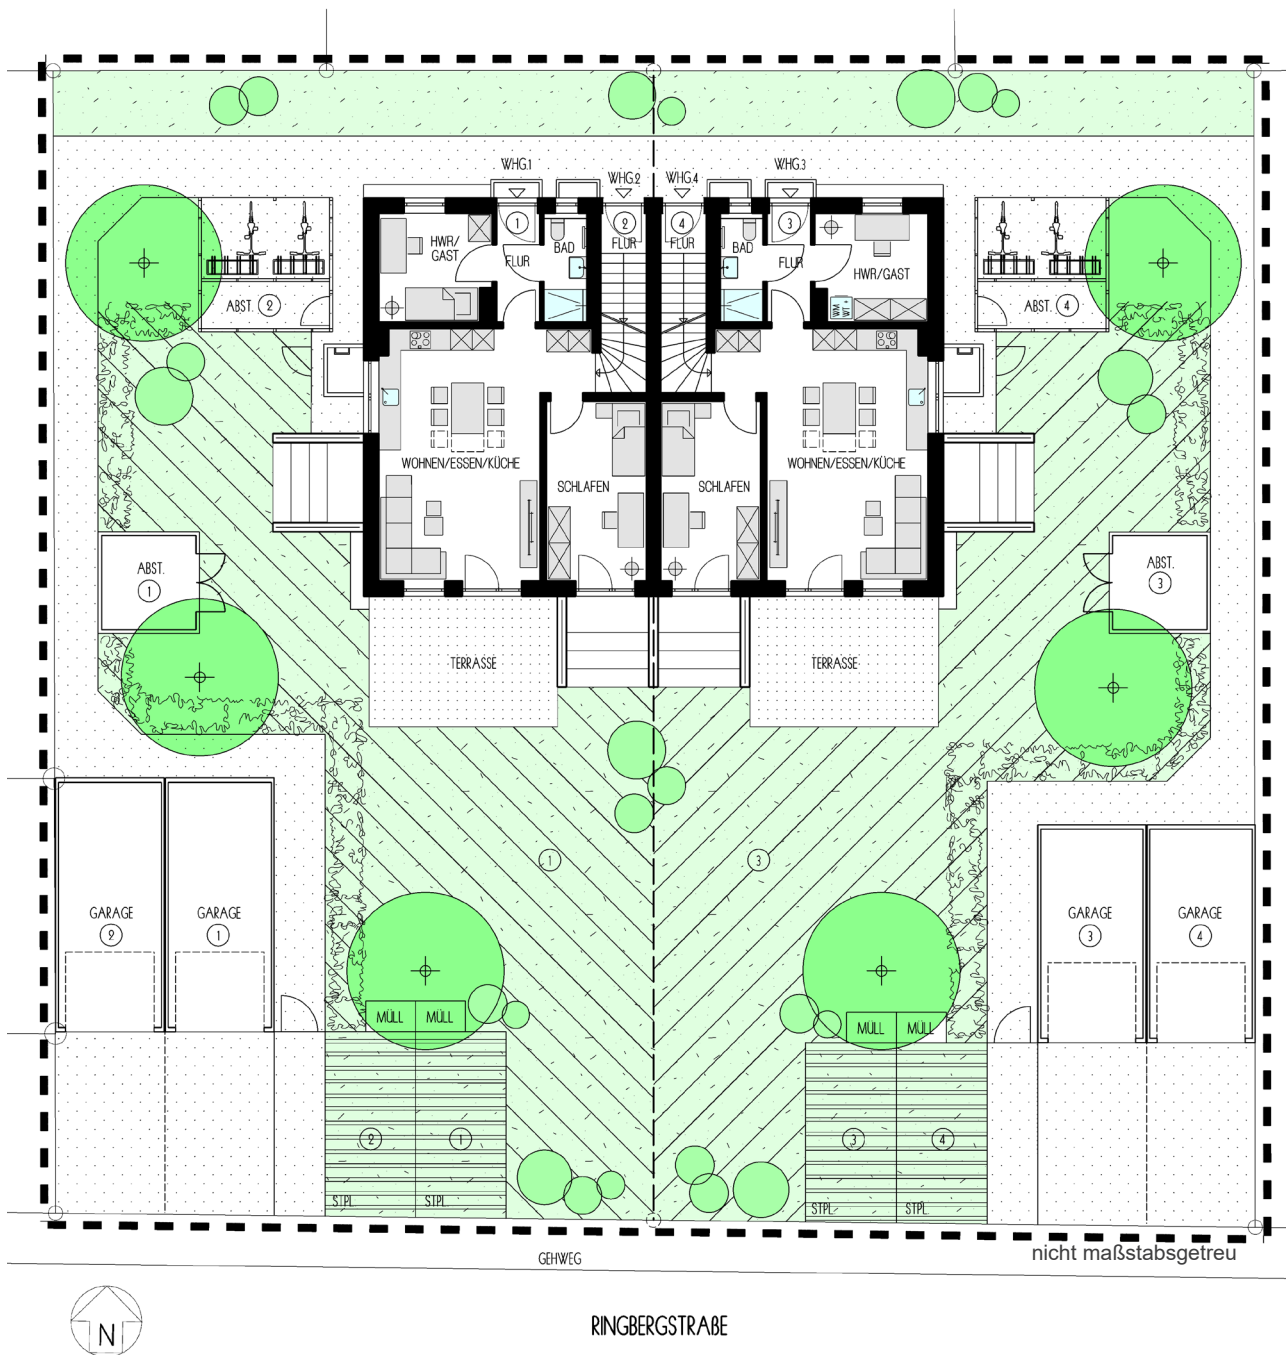 WHG.1
WHG.3
WHG.2
WHG.4
1
2
FLUR
4
FLUR
3
HWR/
GAST
BAD
FLUR
BAD
FLUR
HWR/GAST
ABST. 2
ABST. 4
WOHNEN/ESSEN/KÜCHE
WOHNEN/ESSEN/KÜCHE
SCHLAFEN
SCHLAFEN
ABST.
1
ABST.
3
TERRASSE
TERRASSE
1
3
GARAGE
2
GARAGE
1
GARAGE
3
GARAGE
4
MÜLL
MÜLL
MÜLL
MÜLL
2
1
3
4
STPL.
STPL.
STPL.
STPL.
GEHWEG
nicht maßstabsgetreu
N
RINGBERGSTRAßE